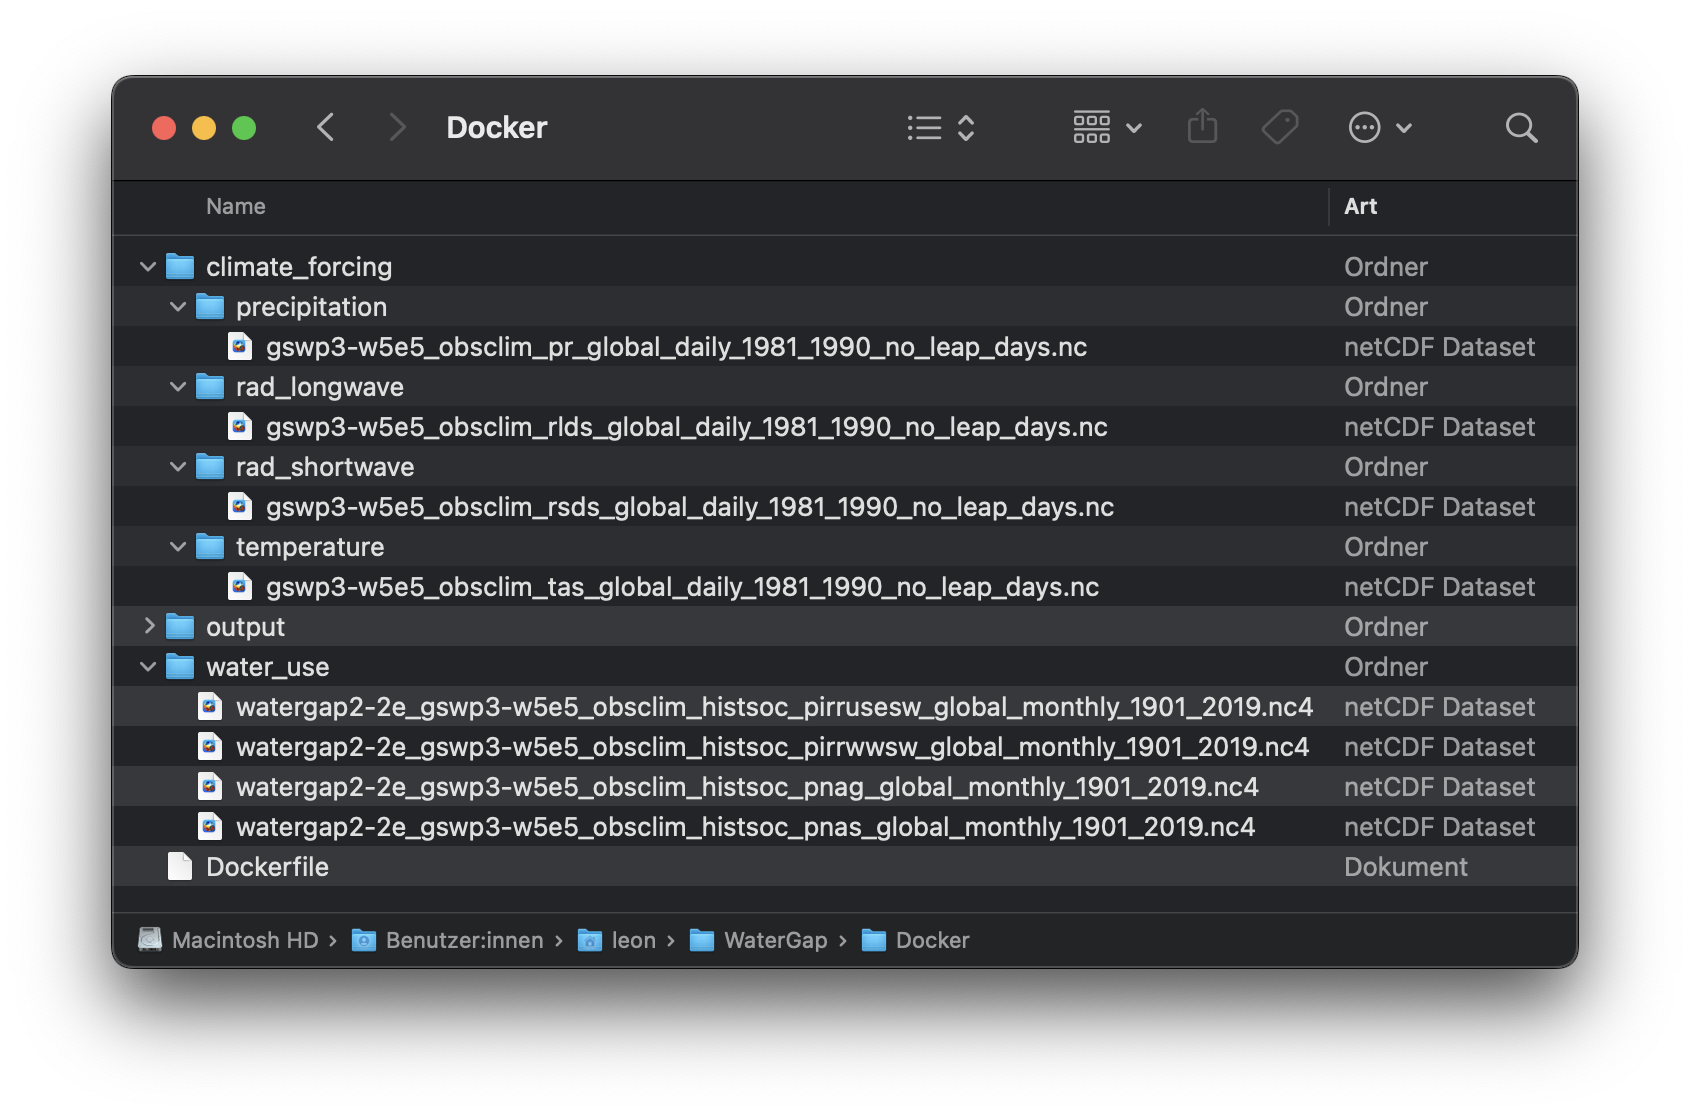 Docker
Name Art
climate_forcing Ordner
precipitation Ordner
gswp3-w5e5_obsclim_pr_global_daily_1981_1990_no_leap_days.nc netCDF Dataset
rad_longwave Ordner
gswp3-w5e5_obsclim_rlds_global_daily_1981_1990_no_leap_days.nc netCDF Dataset
rad_shortwave Ordner
gswp3-w5e5_obsclim_rsds_global_daily_1981_1990_no_leap_days.nc netCDF Dataset
temperature Ordner
gswp3-w5e5_obsclim_tas_global_daily_1981_1990_no_leap_days.nc netCDF Dataset
output Ordner
water_use Ordner
watergap2-2e_gswp3-w5e5_obsclim_histsoc_pirrusesw_global_monthly_1901_2019.nc4 netCDF Dataset
watergap2-2e_gswp3-w5e5_obsclim_histsoc_pirrwwsw_global_monthly_1901_2019.nc4 netCDF Dataset
watergap2-2e_gswp3-w5e5_obsclim_histsoc_pnag_global_monthly_1901_2019.nc4 netCDF Dataset
watergap2-2e_gswp3-w5e5_obsclim_histsoc_pnas_global_monthly_1901_2019.nc4 netCDF Dataset
Dockerfile Dokument
Macintosh HD › Benutzer:innen › leon › WaterGap › Docker